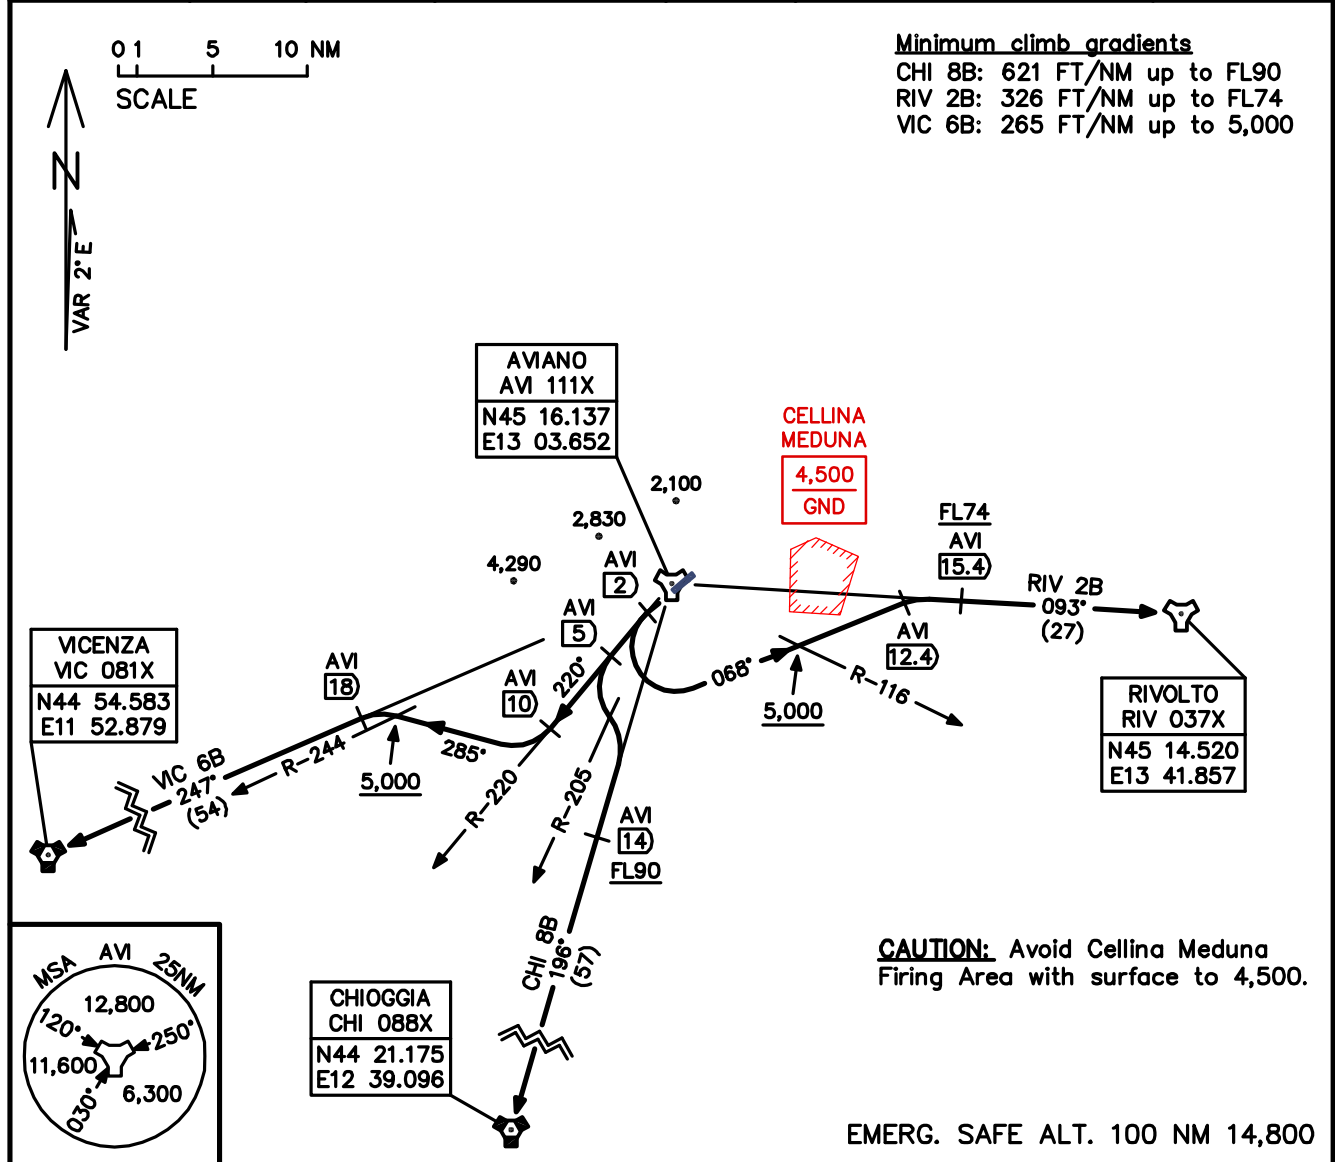 0 1 5 10 NM
SCALE
N
VAR 2° E
Minimum climb gradients
CHI 8B: 621 FT/NM up to FL90
RIV 2B: 326 FT/NM up to FL74
VIC 6B: 265 FT/NM up to 5,000
AVIANO
AVI 111X
N45 16.137
E13 03.652
CELLINA
MEDUNA
4,500
GND
2,100
2,830
4,290
FL74
AVI
15.4
AVI
2
AVI
5
RIV 2B
093°
(27)
AVI
12.4
VICENZA
VIC 081X
N44 54.583
E11 52.879
AVI
18
AVI
10
220°
068°
R-116
5,000
RIVOLTO
RIV 037X
N45 14.520
E13 41.857
285°
R-244
5,000
VIC 6B
247°
(54)
R-220
R-205
AVI
14
FL90
CHI 8B
196°
(57)
CAUTION: Avoid Cellina Meduna
Firing Area with surface to 4,500.
CHIOGGIA
CHI 088X
N44 21.175
E12 39.096
MSA AVI 25NM
12,800
120°
250°
11,600
6,300
030°
EMERG. SAFE ALT. 100 NM 14,800